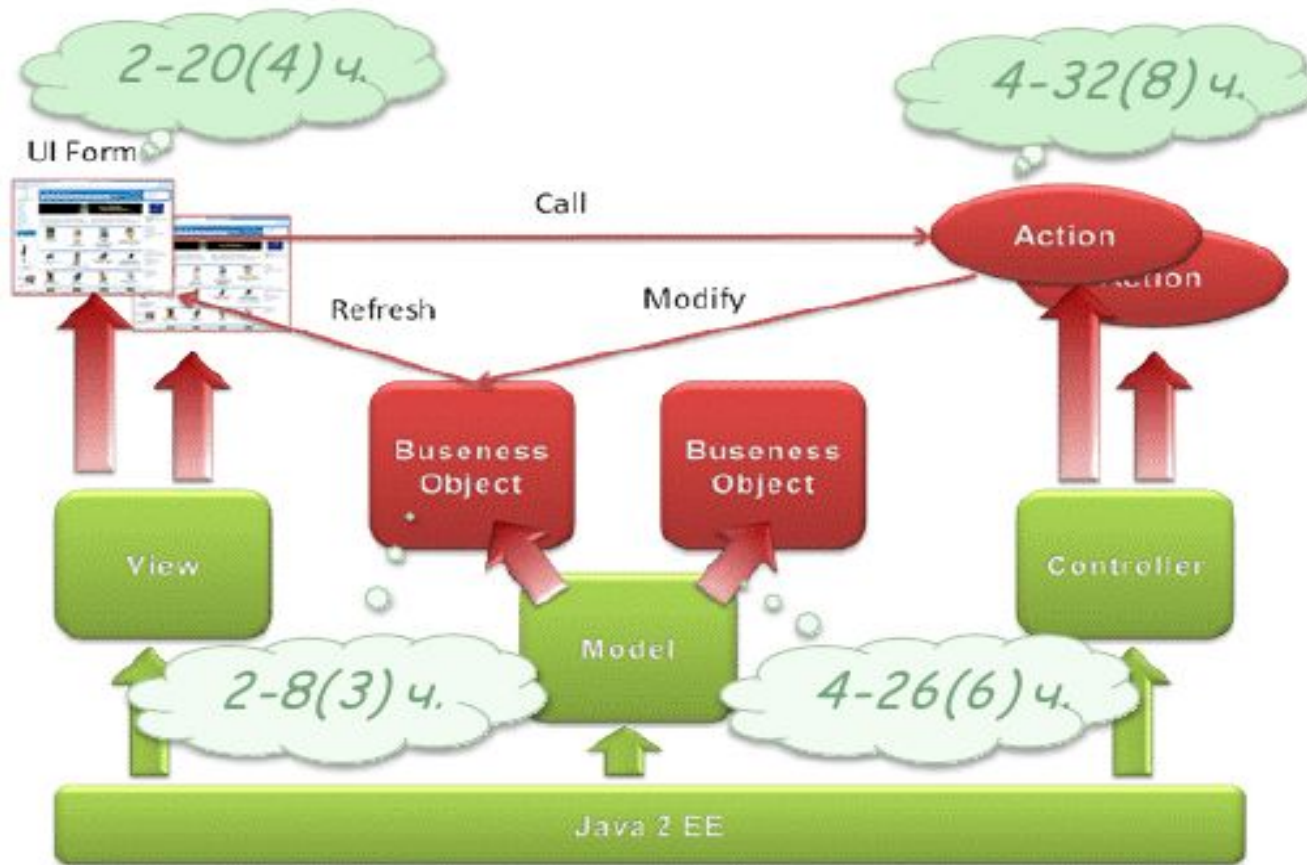 2-20(4) ч.
4-32(8) ч.
UI Form
Call
Action
Action
Refresh
Modify
Buseness
Object
Buseness
Object
View
Controller
Model
2-8(3) ч.
4-26(6) ч.
Java 2 EE